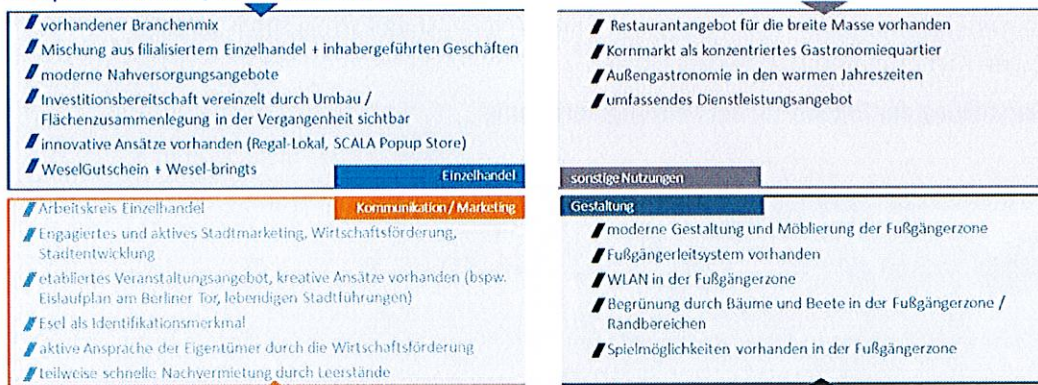 vorhandener Branchenmix
Mischung aus filialisiertem Einzelhandel + inhabergeführten Geschäften
moderne Nahversorgungsangebote
Investitionsbereitschaft vereinzelt durch Umbau /
Flächenzusammenlegung in der Vergangenheit sichtbar
innovative Ansätze vorhanden (Regal-Lokal, SCALA Popup Store)
WeselGutschein + Wesel-bringts
Einzelhandel
Restaurantangebot für die breite Masse vorhanden
Kornmarkt als konzentriertes Gastronomiequartier
Außengastronomie in den warmen Jahreszeiten
umfassendes Dienstleistungsangebot
sonstige Nutzungen
Kommunikation / Marketing
Arbeitskreis Einzelhandel
Engagiertes und aktives Stadtmarketing, Wirtschaftsförderung,
Stadtentwicklung
etabliertes Veranstaltungsangebot, kreative Ansätze vorhanden (bspw.
Eislaufplan am Berliner Tor, lebendigen Stadtführungen)
Esel als Identifikationsmerkmal
aktive Ansprache der Eigentümer durch die Wirtschaftsförderung
teilweise schnelle Nachvermietung durch Leerstände
Gestaltung
moderne Gestaltung und Möblierung der Fußgängerzone
Fußgängerleitsystem vorhanden
WLAN in der Fußgängerzone
Begrünung durch Bäume und Beete in der Fußgängerzone /
Randbereichen
Spielmöglichkeiten vorhanden in der Fußgängerzone